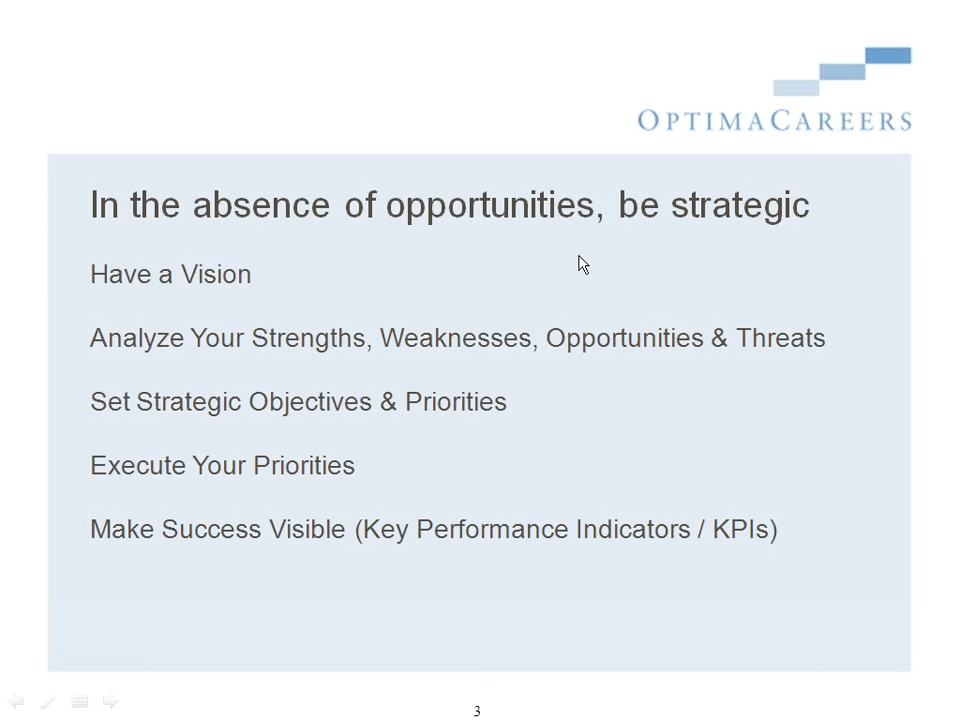 OPTIMACAREERS
In the absence of opportunities, be strategic
Have a Vision
Analyze Your Strengths, Weaknesses, Opportunities & Threats
Set Strategic Objectives & Priorities
Execute Your Priorities
Make Success Visible (Key Performance Indicators / KPIs)
3